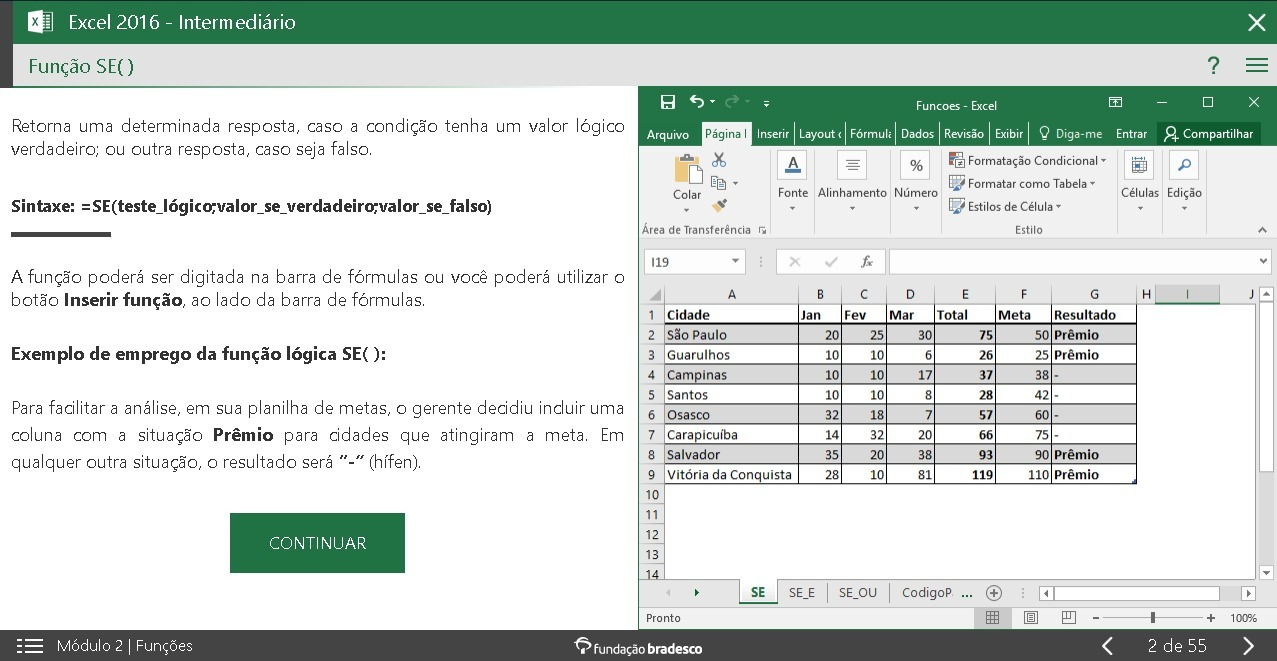 Excel 2016 - Intermediário
Função SE( )
Retorna uma determinada resposta, caso a condição tenha um valor lógico
verdadeiro; ou outra resposta, caso seja falso.
Sintaxe: =SE(teste_lógico;valor_se_verdadeiro;valor_se_falso)
A função poderá ser digitada na barra de fórmulas ou você poderá utilizar o
botão Inserir função, ao lado da barra de fórmulas.
Exemplo de emprego da função lógica SE( ):
Para facilitar a análise, em sua planilha de metas, o gerente decidiu incluir uma
coluna com a situação Prêmio para cidades que atingiram a meta. Em
qualquer outra situação, o resultado será "-" (hífen).
CONTINUAR
Funcoes - Excel
Arquivo Página I Inserir Layout Fórmula Dados Revisão Exibir Diga-me Entrar Compartilhar
Colar Fonte Alinhamento % Número Formatação Condicional Formatar como Tabela Estilos de Célula Células Edição
Área de Transferência Estilo
I19 fx
A B C D E F G H I J
1 Cidade Jan Fev Mar Total Meta Resultado
2 São Paulo 20 25 30 75 50 Prêmio
3 Guarulhos 10 10 6 26 25 Prêmio
4 Campinas 10 10 17 37 38 -
5 Santos 10 10 8 28 42 -
6 Osasco 32 18 7 57 60 -
7 Carapicuíba 14 32 20 66 75 -
8 Salvador 35 20 38 93 90 Prêmio
9 Vitória da Conquista 28 10 81 119 110 Prêmio
10
11
12
13
14
SE SE_E SE_OU CodigoP ...
Pronto 100%
Módulo 2 | Funções fundação bradesco 2 de 55